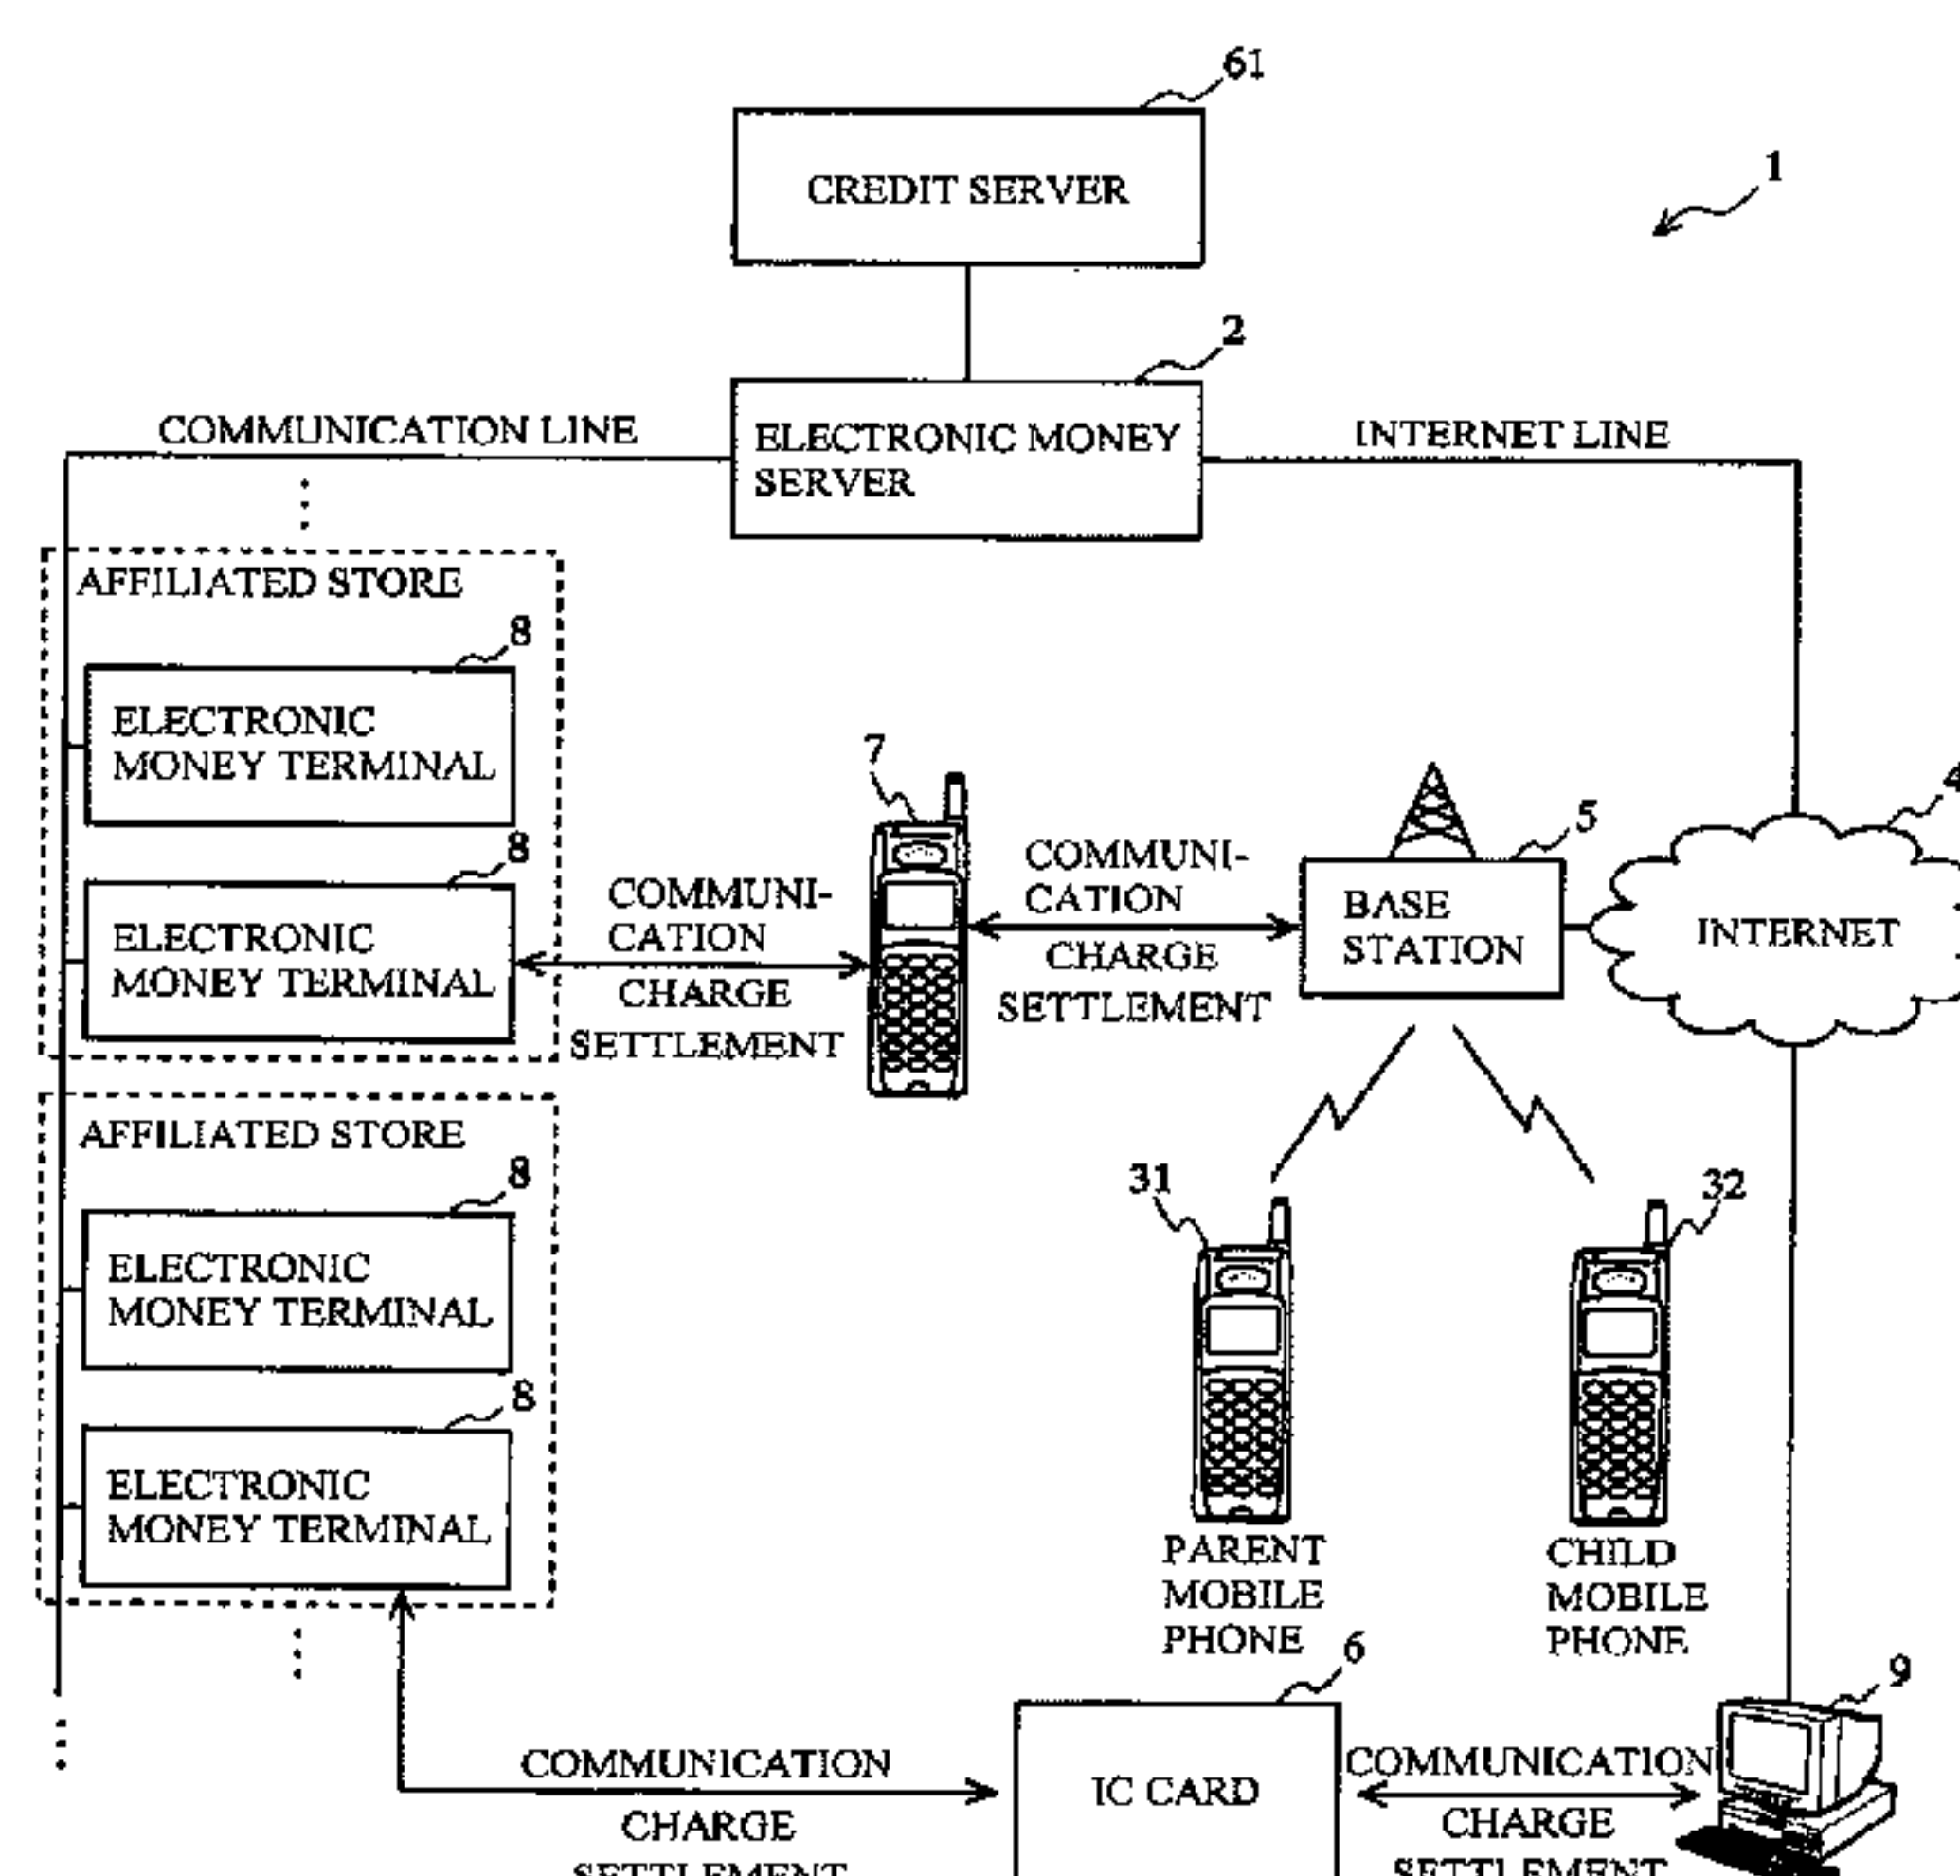 61
CREDIT SERVER
1
2
COMMUNICATION LINE
ELECTRONIC MONEY
SERVER
INTERNET LINE
AFFILIATED STORE
8
ELECTRONIC
MONEY TERMINAL
8
ELECTRONIC
MONEY TERMINAL
COMMUNI-
CATION
CHARGE
SETTLEMENT
7
COMMUNI-
CATION
CHARGE
SETTLEMENT
5
BASE
STATION
4
INTERNET
AFFILIATED STORE
8
ELECTRONIC
MONEY TERMINAL
8
ELECTRONIC
MONEY TERMINAL
31
PARENT
MOBILE
PHONE
32
CHILD
MOBILE
PHONE
COMMUNICATION
CHARGE
SETTLEMENT
6
IC CARD
COMMUNICATION
CHARGE
SETTLEMENT
9